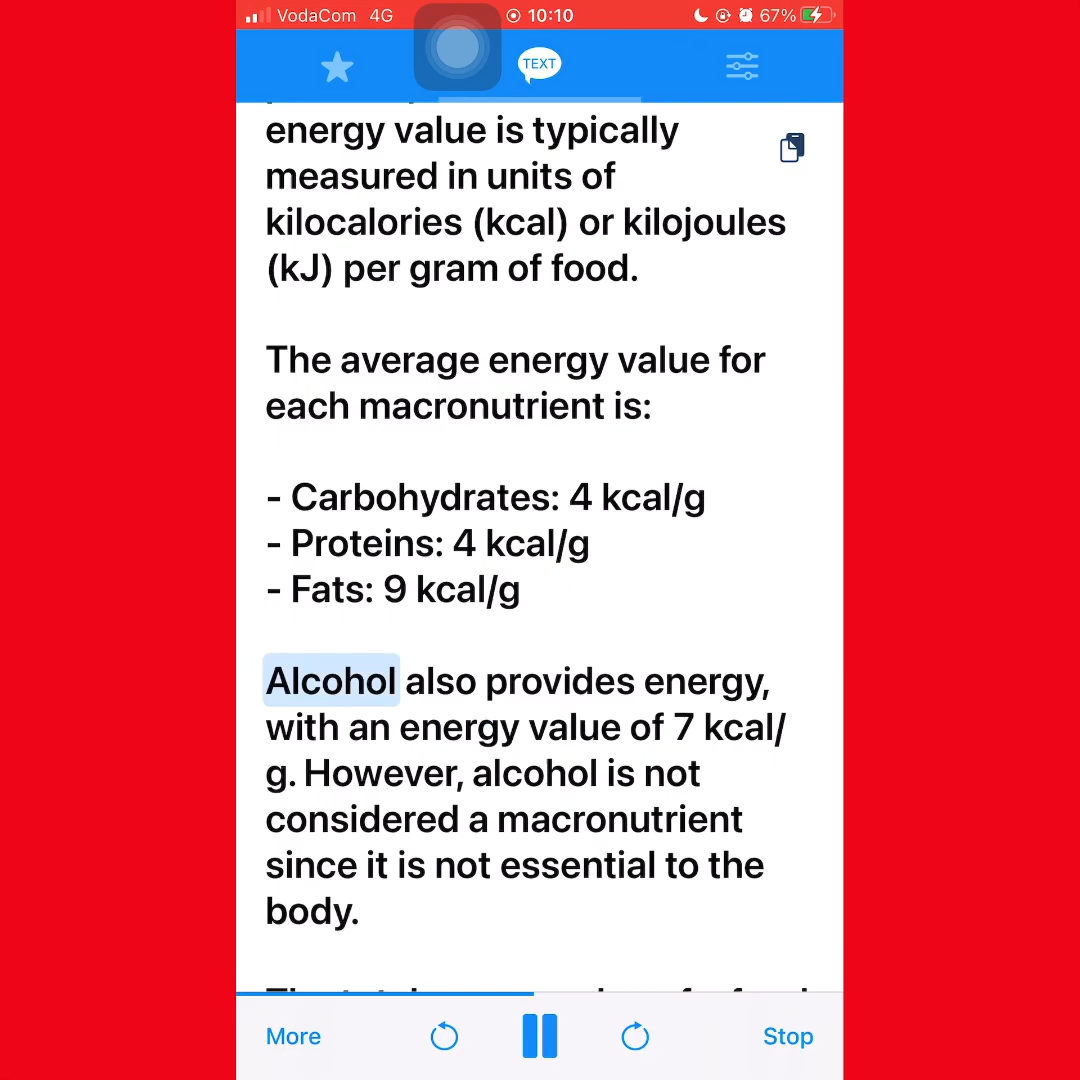 VodaCom 4G 10:10 67%
TEXT
energy value is typically
measured in units of
kilocalories (kcal) or kilojoules
(kJ) per gram of food.
The average energy value for
each macronutrient is:
- Carbohydrates: 4 kcal/g
- Proteins: 4 kcal/g
- Fats: 9 kcal/g
Alcohol also provides energy,
with an energy value of 7 kcal/
g. However, alcohol is not
considered a macronutrient
since it is not essential to the
body.
More Stop